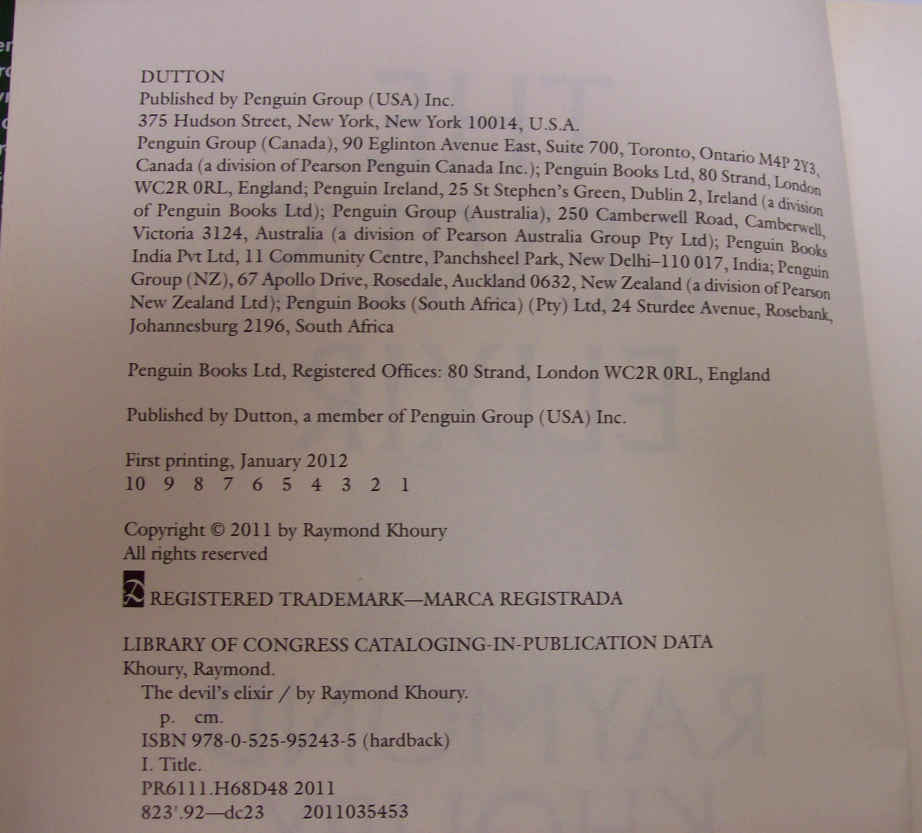 DUTTON
Published by Penguin Group (USA) Inc.
375 Hudson Street, New York, New York 10014, U.S.A.
Penguin Group (Canada), 90 Eglinton Avenue East, Suite 700, Toronto, Ontario M4P 2Y3,
Canada (a division of Pearson Penguin Canada Inc.); Penguin Books Ltd, 80 Strand, London
WC2R 0RL, England; Penguin Ireland, 25 St Stephen's Green, Dublin 2, Ireland (a division
of Penguin Books Ltd); Penguin Group (Australia), 250 Camberwell Road, Camberwell,
Victoria 3124, Australia (a division of Pearson Australia Group Pty Ltd); Penguin Books
India Pvt Ltd, 11 Community Centre, Panchsheel Park, New Delhi–110 017, India; Penguin
Group (NZ), 67 Apollo Drive, Rosedale, Auckland 0632, New Zealand (a division of Pearson
New Zealand Ltd); Penguin Books (South Africa) (Pty) Ltd, 24 Sturdee Avenue, Rosebank,
Johannesburg 2196, South Africa
Penguin Books Ltd, Registered Offices: 80 Strand, London WC2R 0RL, England
Published by Dutton, a member of Penguin Group (USA) Inc.
First printing, January 2012
10 9 8 7 6 5 4 3 2 1
Copyright © 2011 by Raymond Khoury
All rights reserved
D REGISTERED TRADEMARK—MARCA REGISTRADA
LIBRARY OF CONGRESS CATALOGING-IN-PUBLICATION DATA
Khoury, Raymond.
The devil's elixir / by Raymond Khoury.
p. cm.
ISBN 978-0-525-95243-5 (hardback)
I. Title.
PR6111.H68D48 2011
823'.92—dc23 2011035453